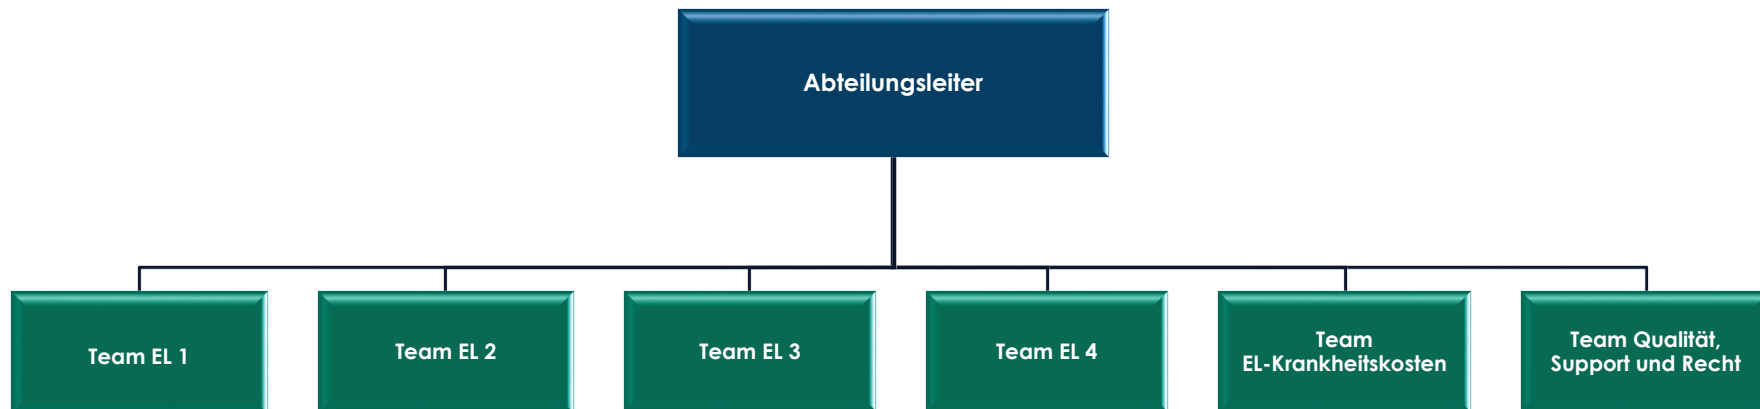 Abteilungsleiter
Team EL 1
Team EL 2
Team EL 3
Team EL 4
Team
EL-Krankheitskosten
Team Qualität,
Support und Recht